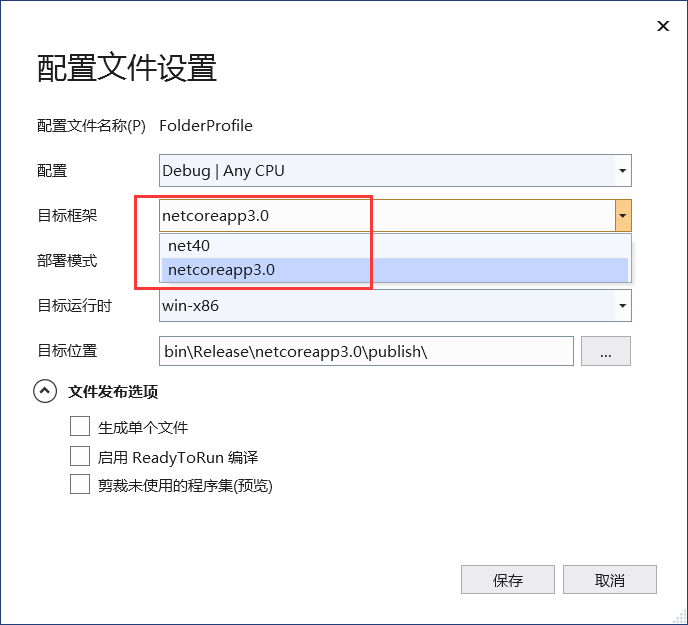 配置文件设置
配置文件名称(P) FolderProfile
配置 Debug | Any CPU
目标框架 netcoreapp3.0
net40
部署模式
netcoreapp3.0
目标运行时 win-x86
目标位置 bin\Release\netcoreapp3.0\publish\ ...
文件发布选项
生成单个文件
启用 ReadyToRun 编译
剪裁未使用的程序集(预览)
保存 取消